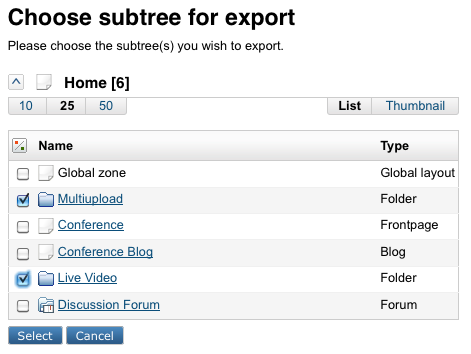 Choose subtree for export
Please choose the subtree(s) you wish to export.
Home [6]
10 25 50 List Thumbnail
Name Type
Global zone Global layout
Multiupload Folder
Conference Frontpage
Conference Blog Blog
Live Video Folder
Discussion Forum Forum
Select Cancel